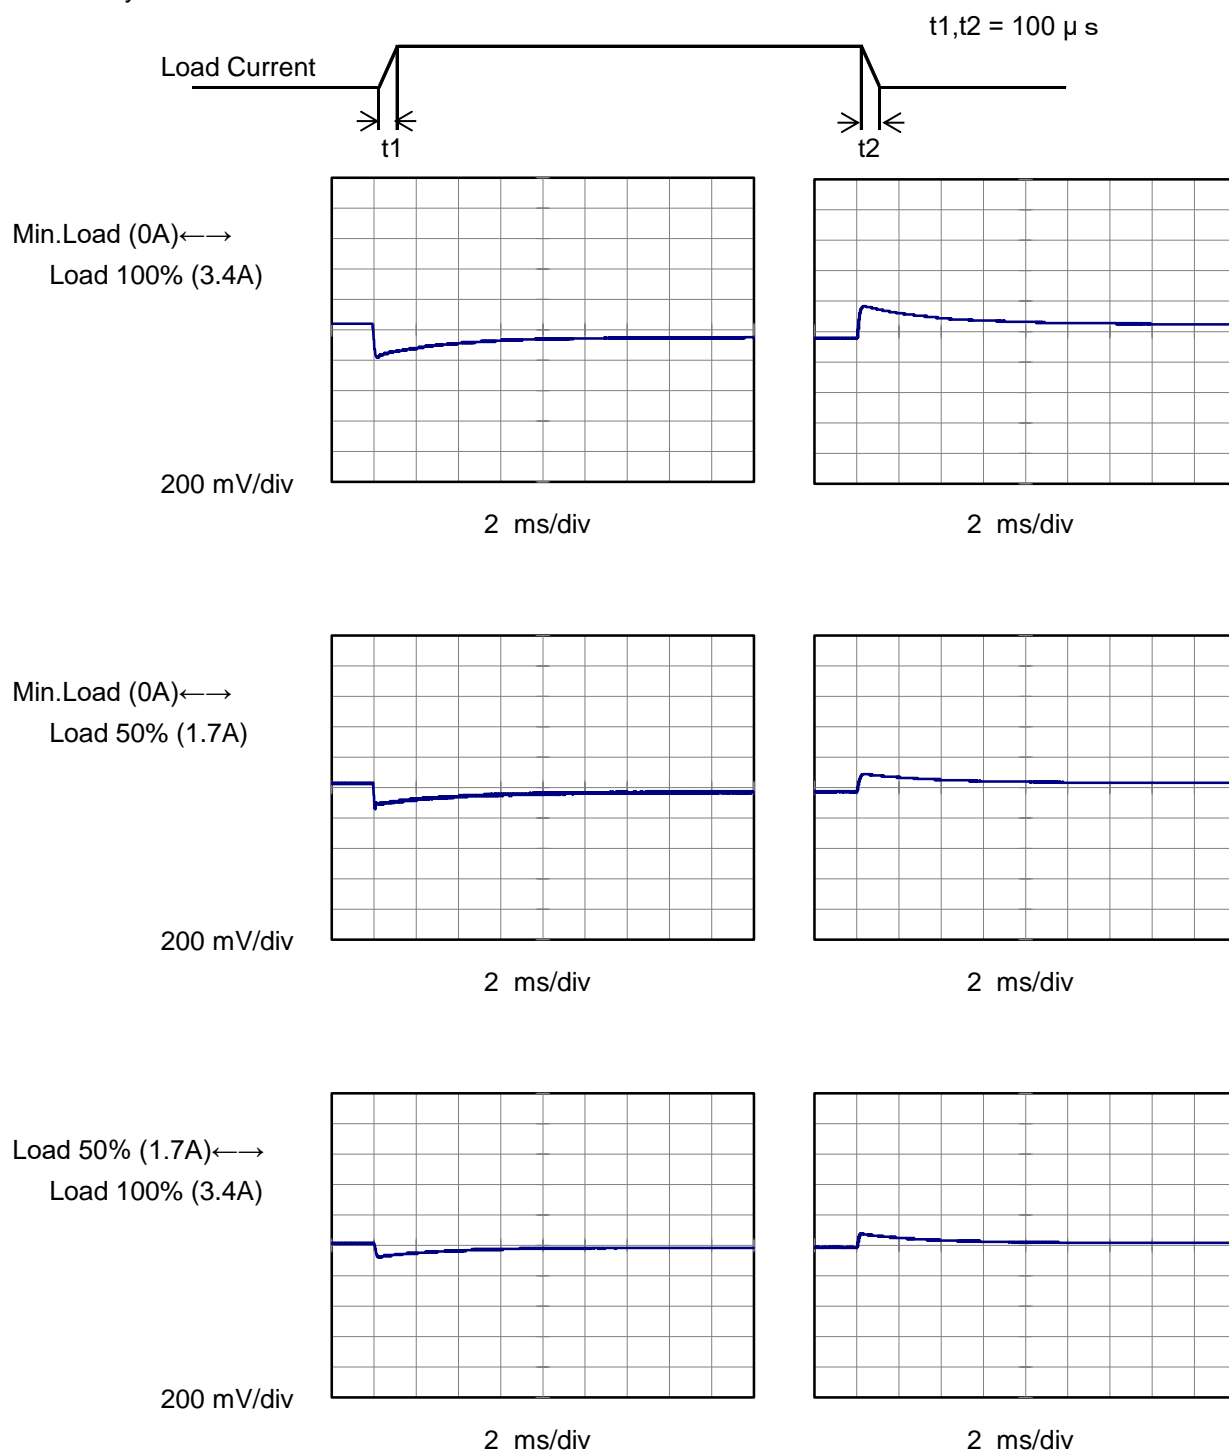 t1,t2 = 100 μ s
Load Current
t1
t2
Min.Load (0A)←→
Load 100% (3.4A)
200 mV/div
2 ms/div
2 ms/div
Min.Load (0A)←→
Load 50% (1.7A)
200 mV/div
2 ms/div
2 ms/div
Load 50% (1.7A)←→
Load 100% (3.4A)
200 mV/div
2 ms/div
2 ms/div